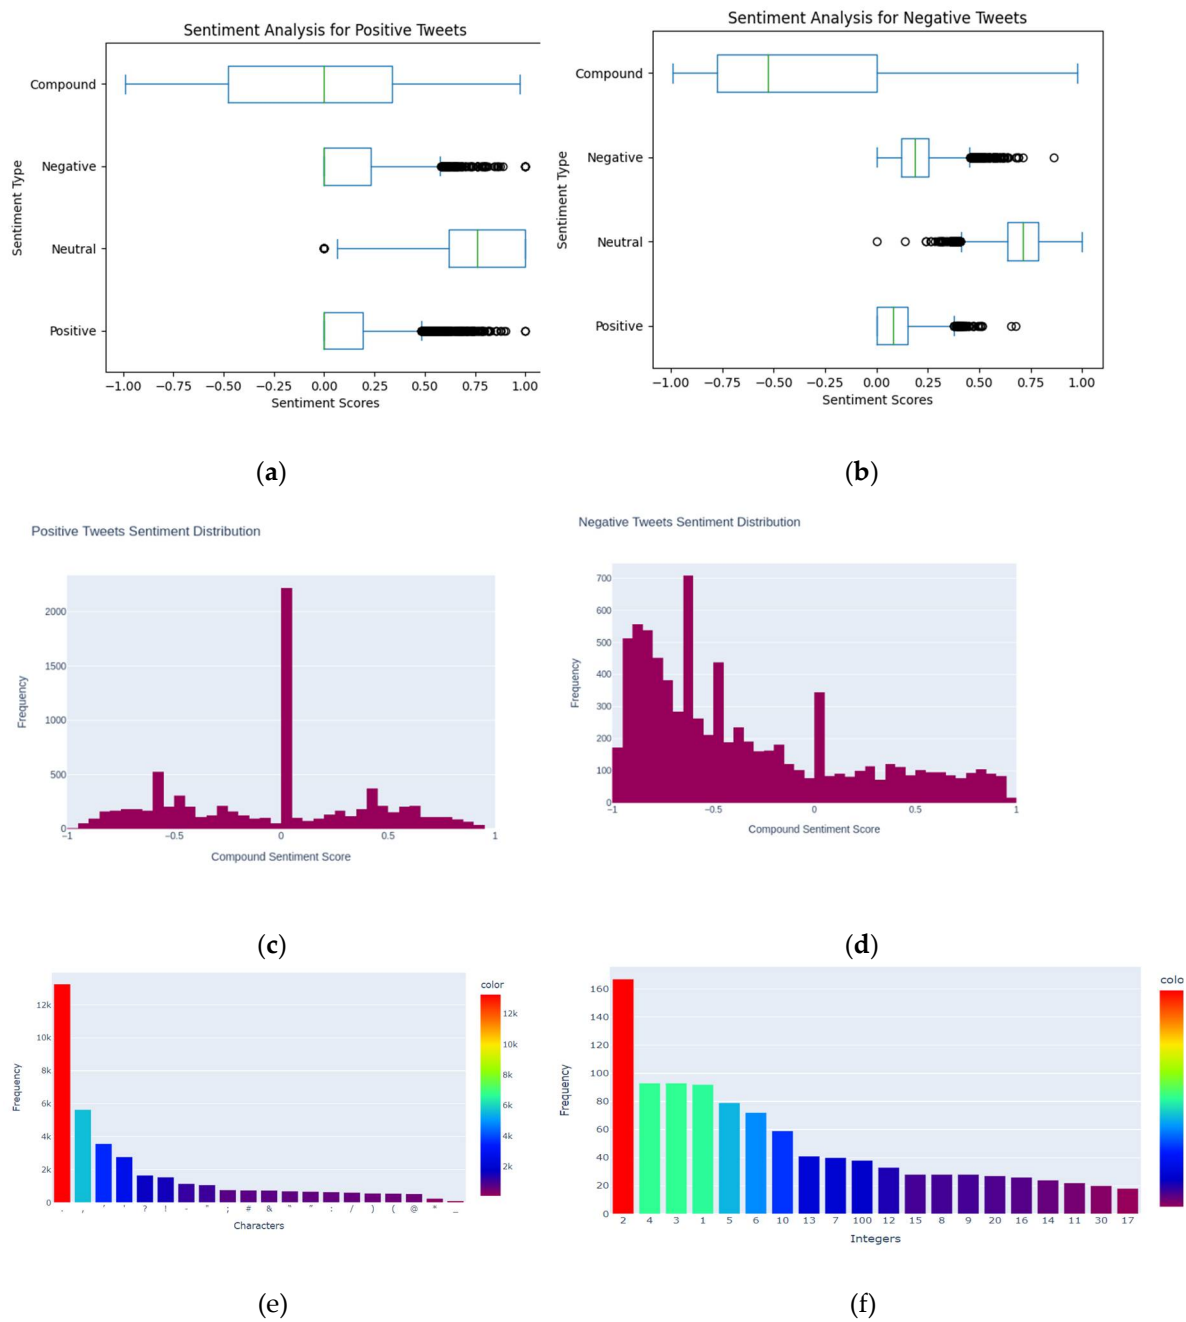 Sentiment Analysis for Positive Tweets
Sentiment Type
Compound
Negative
Neutral
Positive
−1.00 −0.75 −0.50 −0.25 0.00 0.25 0.50 0.75 1.00
Sentiment Scores
(a)
Sentiment Analysis for Negative Tweets
Sentiment Type
Compound
Negative
Neutral
Positive
−1.00 −0.75 −0.50 −0.25 0.00 0.25 0.50 0.75 1.00
Sentiment Scores
(b)
Positive Tweets Sentiment Distribution
Frequency
2000
1500
1000
500
0
−1 −0.5 0 0.5 1
Compound Sentiment Score
(c)
Negative Tweets Sentiment Distribution
Frequency
700
600
500
400
300
200
100
0
−1 −0.5 0 0.5 1
Compound Sentiment Score
(d)
Frequency
12k
10k
8k
6k
4k
2k
0
? ! - ; # & : / ) ( @ * _
Characters
color
12k
10k
8k
6k
4k
2k
(e)
Frequency
160
140
120
100
80
60
40
20
0
2 4 3 1 5 6 10 13 7 100 12 15 8 9 20 16 14 11 30 17
Integers
colo
(f)